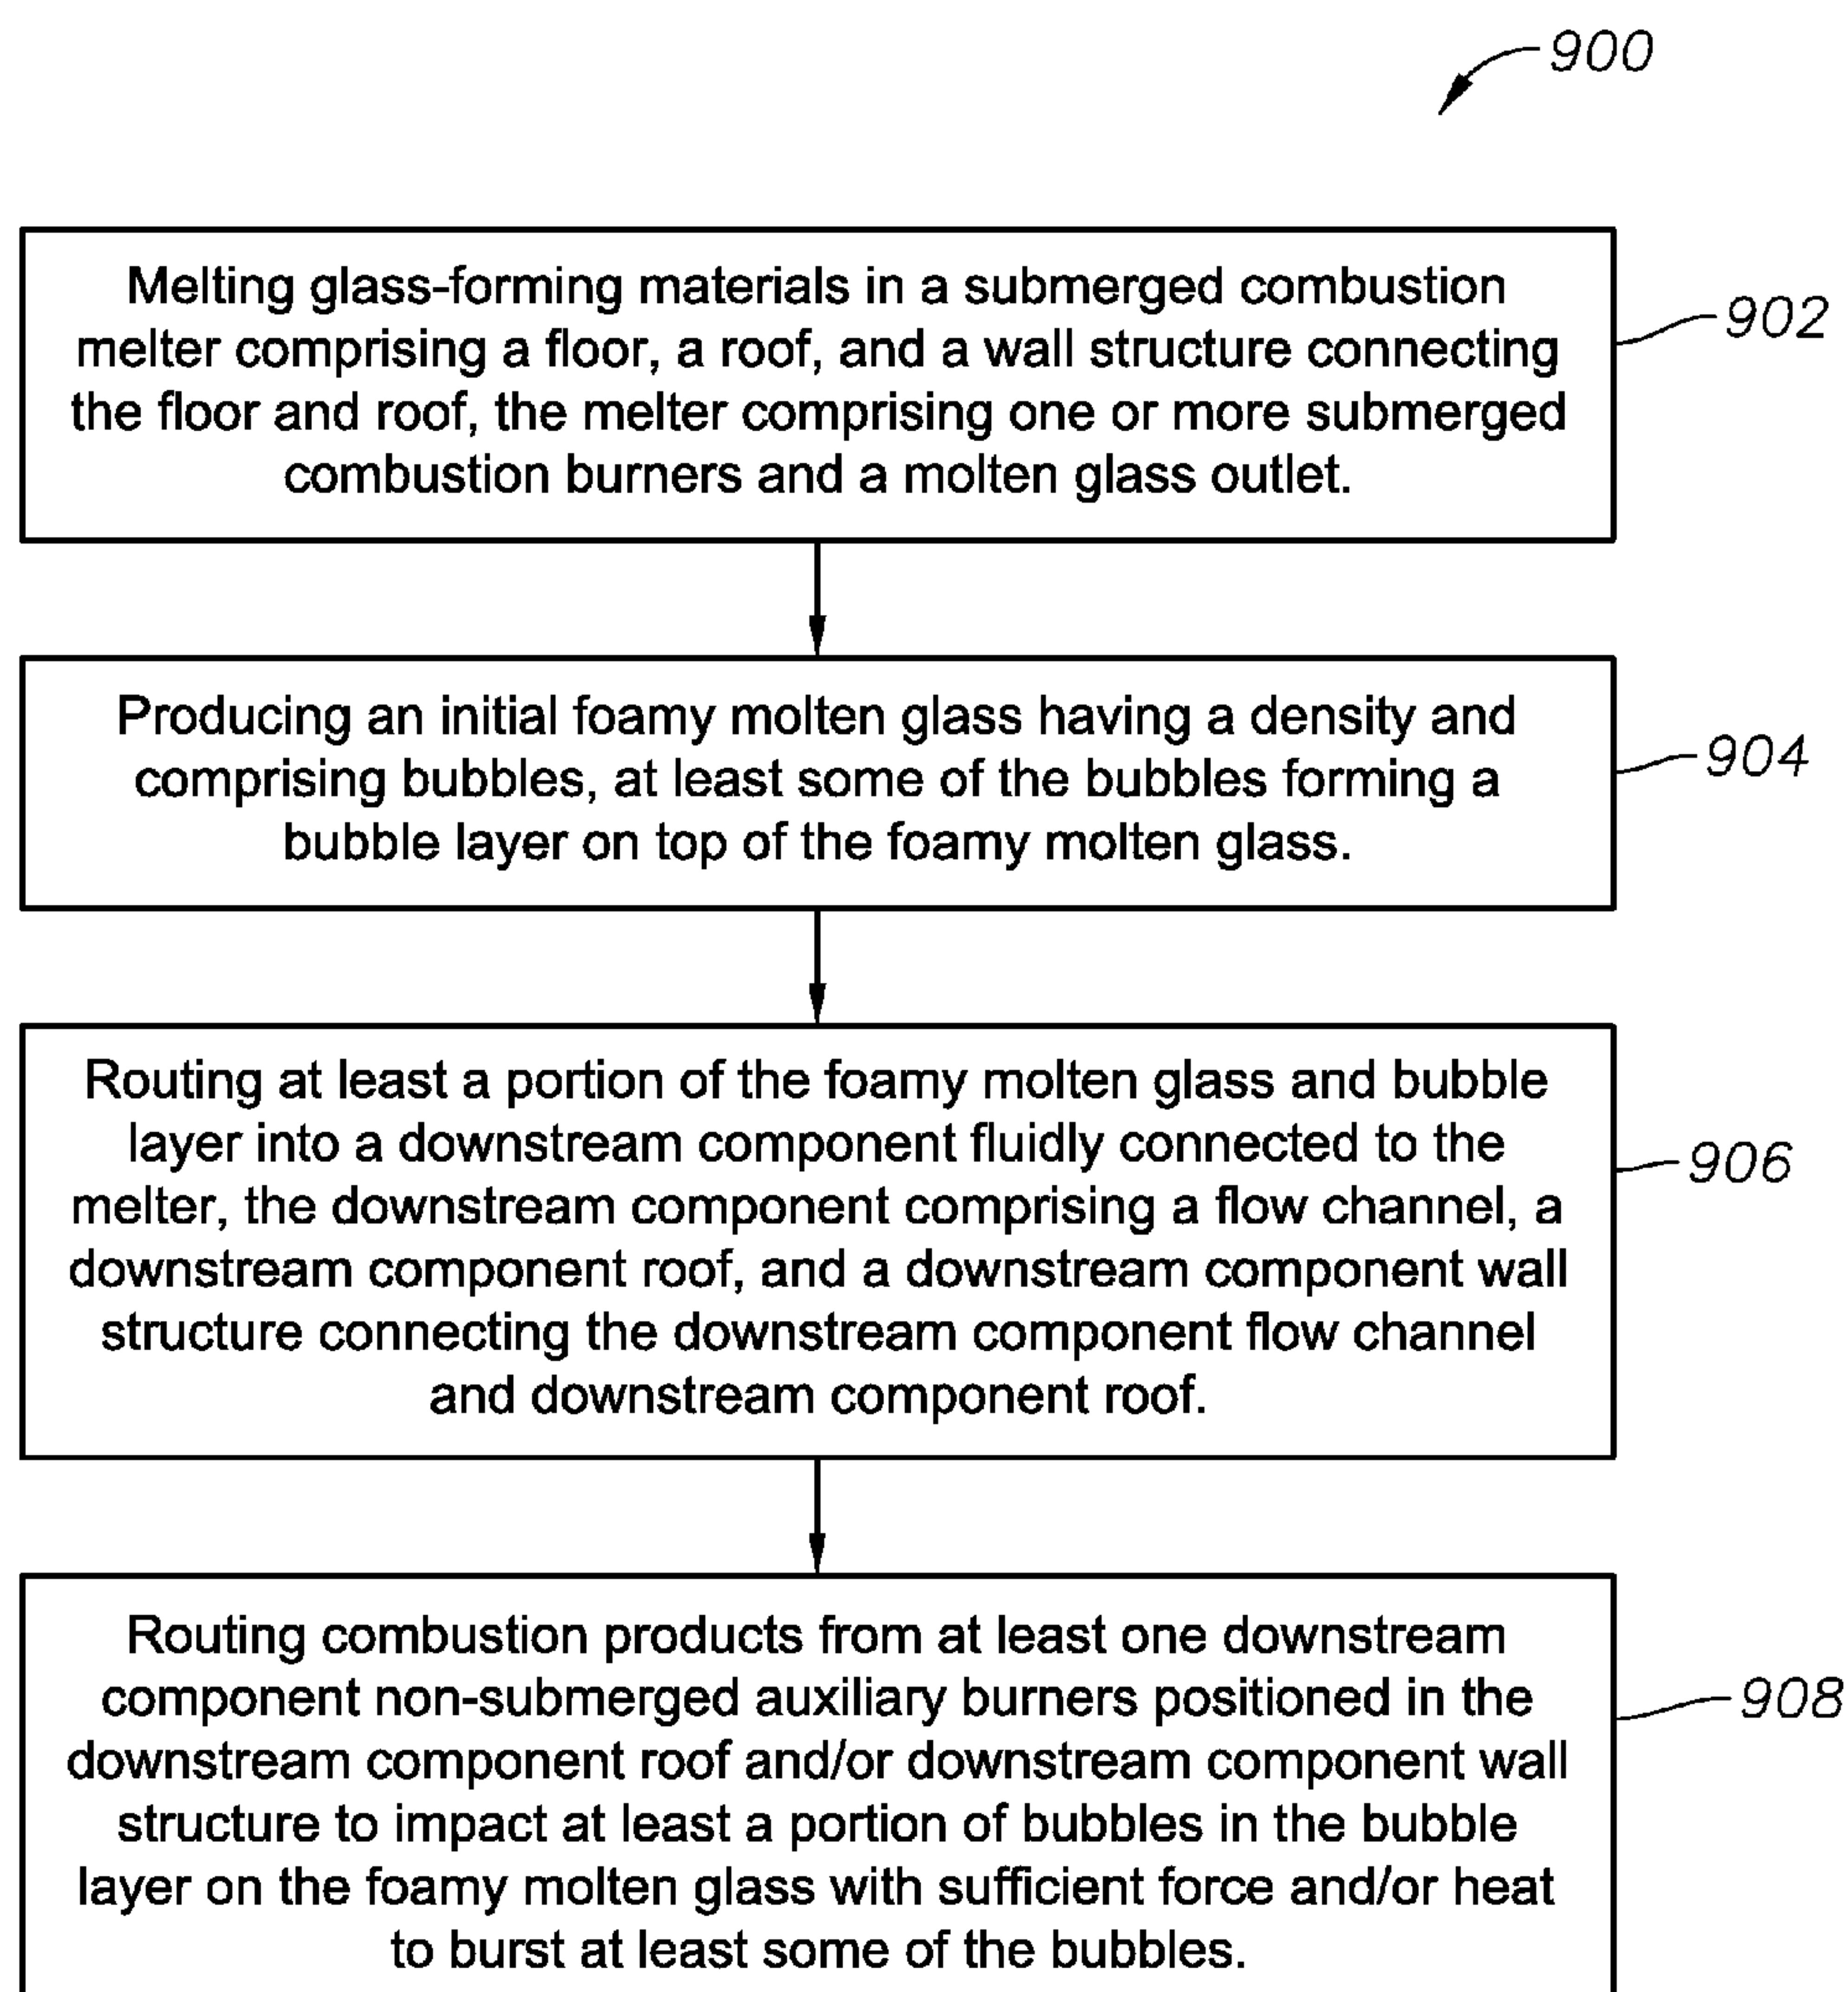 900
Melting glass-forming materials in a submerged combustion
melter comprising a floor, a roof, and a wall structure connecting
the floor and roof, the melter comprising one or more submerged
combustion burners and a molten glass outlet.
902
Producing an initial foamy molten glass having a density and
comprising bubbles, at least some of the bubbles forming a
bubble layer on top of the foamy molten glass.
904
Routing at least a portion of the foamy molten glass and bubble
layer into a downstream component fluidly connected to the
melter, the downstream component comprising a flow channel, a
downstream component roof, and a downstream component wall
structure connecting the downstream component flow channel
and downstream component roof.
906
Routing combustion products from at least one downstream
component non-submerged auxiliary burners positioned in the
downstream component roof and/or downstream component wall
structure to impact at least a portion of bubbles in the bubble
layer on the foamy molten glass with sufficient force and/or heat
to burst at least some of the bubbles.
908